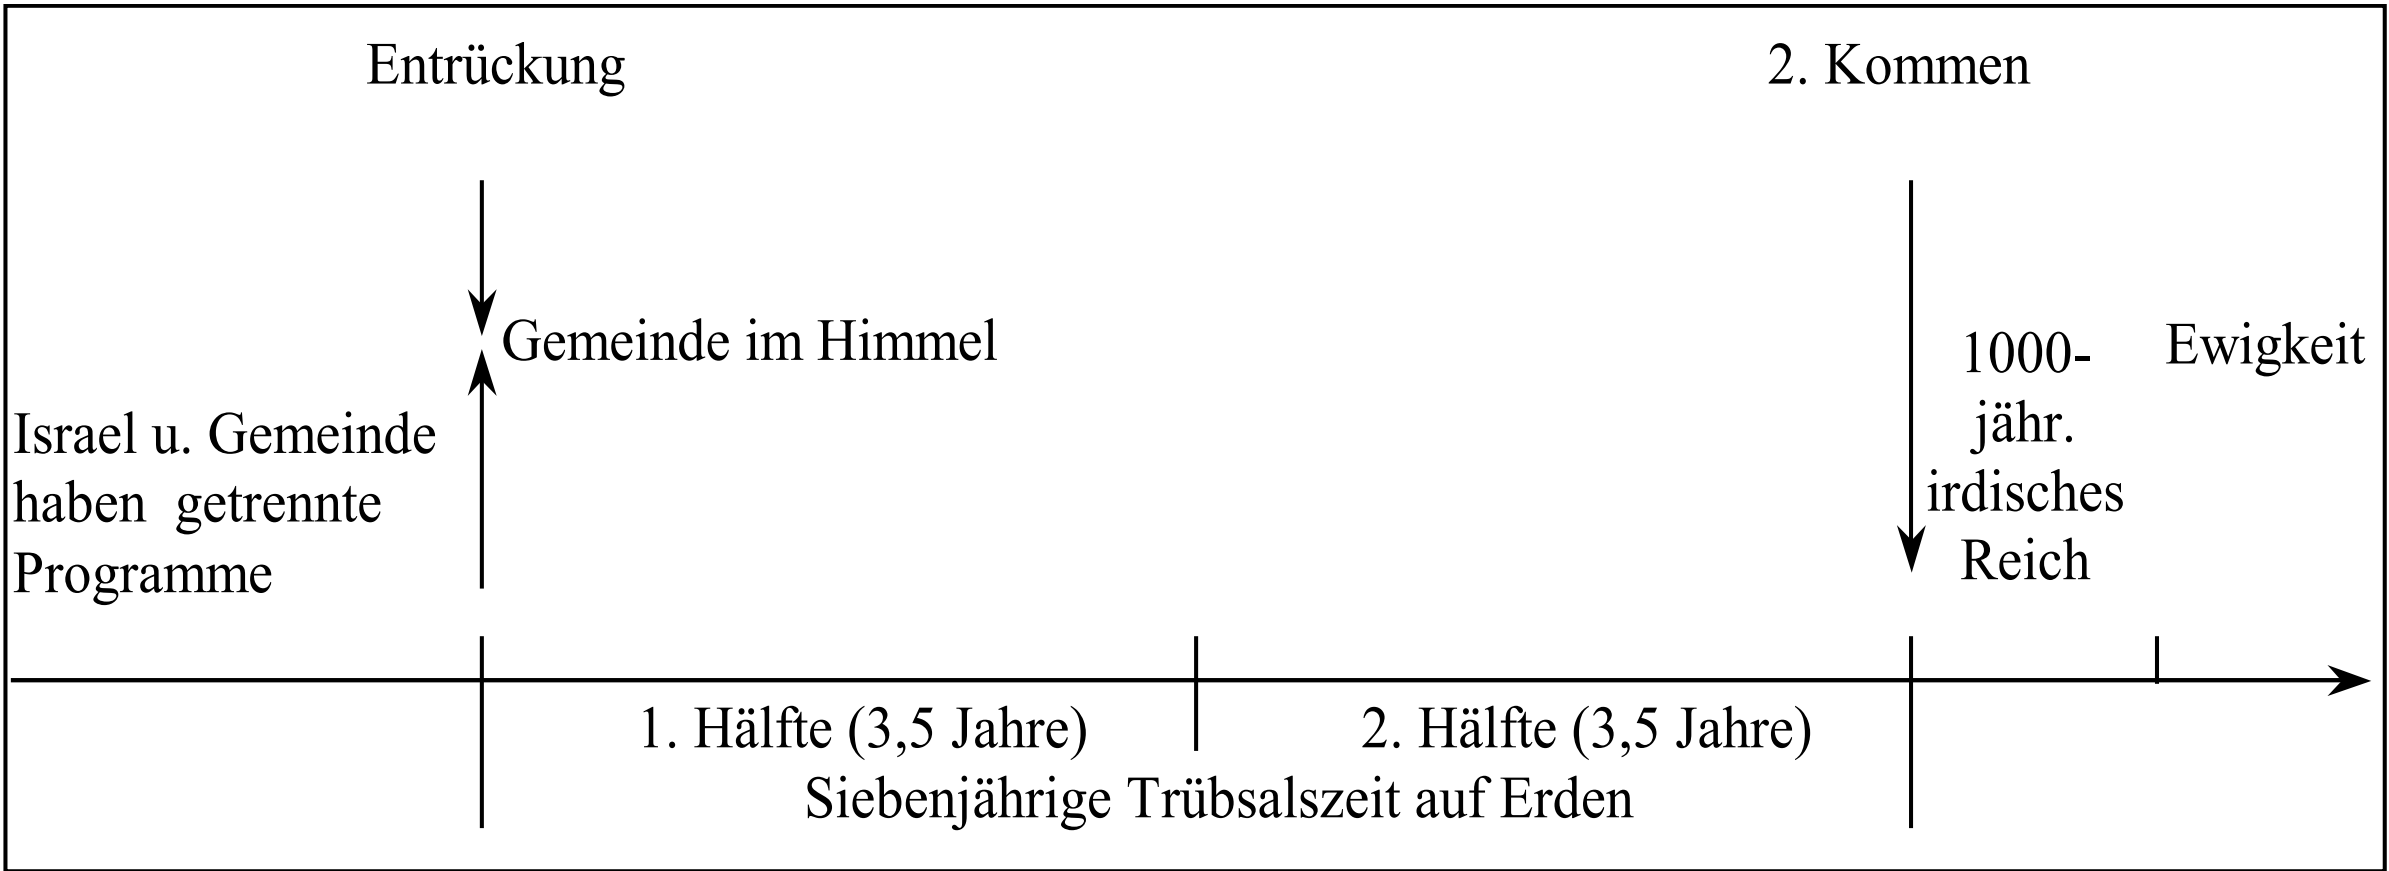 Entrückung
2. Kommen
Gemeinde im Himmel
Israel u. Gemeinde
haben getrennte
Programme
1000-
jähr.
irdisches
Reich
Ewigkeit
1. Hälfte (3,5 Jahre)
2. Hälfte (3,5 Jahre)
Siebenjährige Trübsalszeit auf Erden